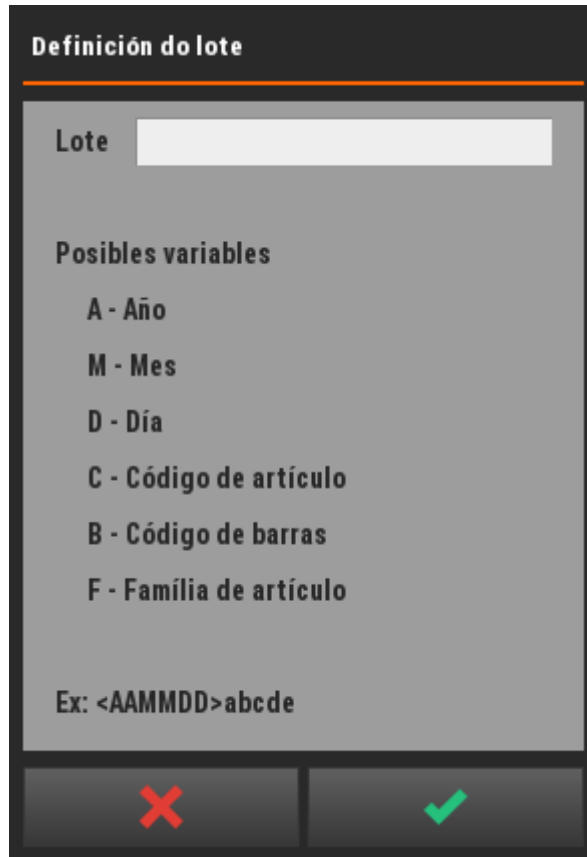 Definición do lote
Lote
Posibles variables
A - Año
M - Mes
D - Día
C - Código de artículo
B - Código de barras
F - Família de artículo
Ex: <AAMMDD>abcde